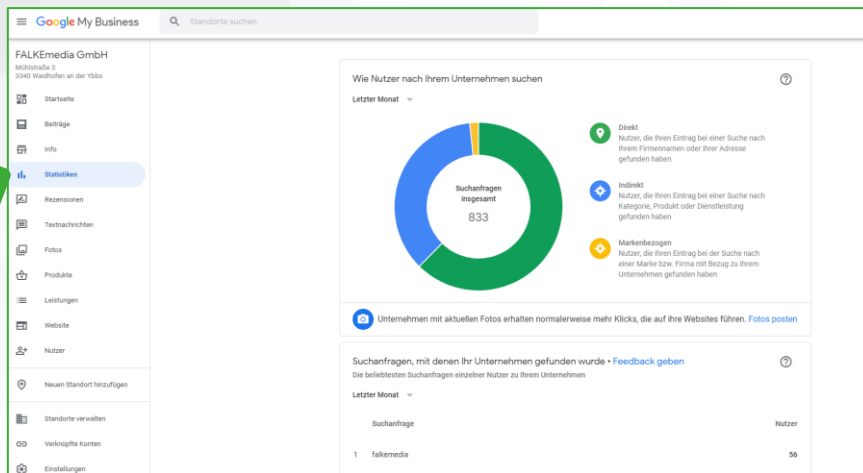 Google My Business
Standorte suchen
FALKEmedia GmbH
Mühlstraße 3
3340 Waidhofen an der Ybbs
Startseite
Beiträge
Info
Statistiken
Rezensionen
Textnachrichten
Fotos
Produkte
Leistungen
Website
Nutzer
Neuen Standort hinzufügen
Standorte verwalten
Verknüpfte Konten
Einstellungen
Wie Nutzer nach Ihrem Unternehmen suchen
Letzter Monat
Suchanfragen
insgesamt
833
Direkt
Nutzer, die Ihren Eintrag bei einer Suche nach
Ihrem Firmennamen oder Ihrer Adresse
gefunden haben
Indirekt
Nutzer, die Ihren Eintrag bei einer Suche nach
Kategorie, Produkt oder Dienstleistung
gefunden haben
Markenbezogen
Nutzer, die Ihren Eintrag bei der Suche nach
einer Marke bzw. Firma mit Bezug zu Ihrem
Unternehmen gefunden haben
Unternehmen mit aktuellen Fotos erhalten normalerweise mehr Klicks, die auf ihre Websites führen. Fotos posten
Suchanfragen, mit denen Ihr Unternehmen gefunden wurde • Feedback geben
Die beliebtesten Suchanfragen einzelner Nutzer zu Ihrem Unternehmen
Letzter Monat
Suchanfrage Nutzer
1 falkemedia 56